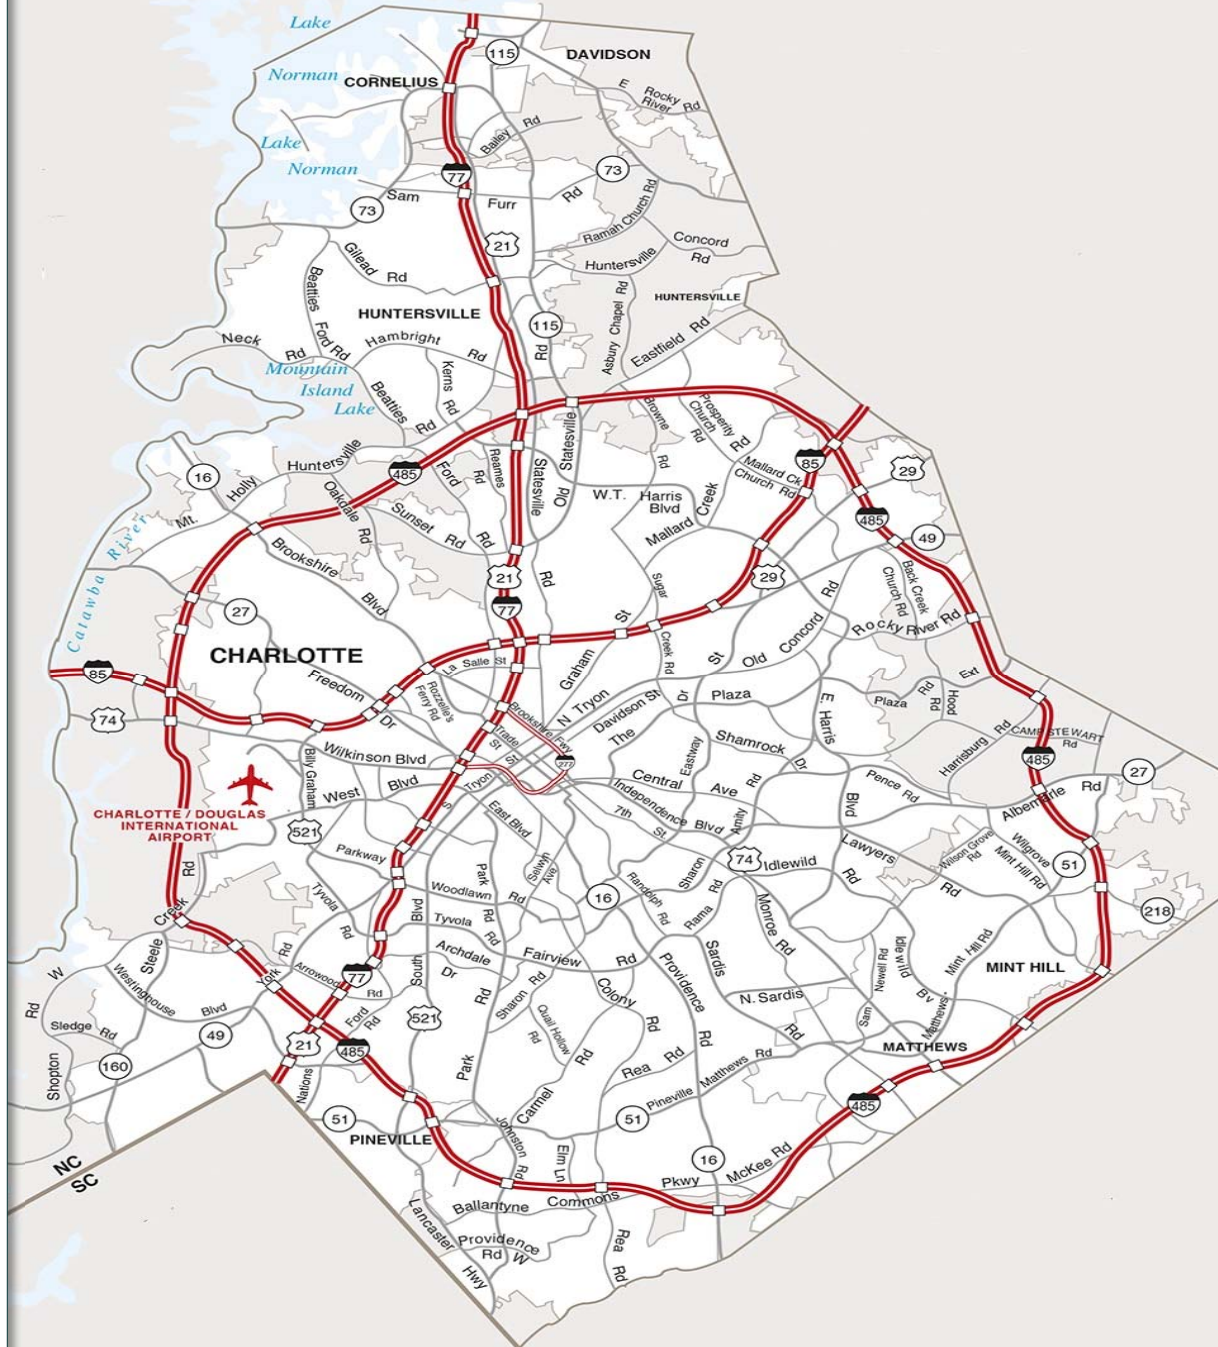 Lake
115
DAVIDSON
Norman
CORNELIUS
E Rocky
River Rd
Bailey Rd
Lake
Norman
77
73
Sam Furr Rd
73
Ramah Church Rd
21
Concord
Rd
Gilead
Rd
Huntersville
Beatties
Ford Rd
HUNTERSVILLE
HUNTERSVILLE
115
Rd
Asbury Chapel Rd
Eastfield Rd
Neck
Rd
Hambright
Rd
Mountain
Island
Lake
Kerns
Rd
Beatties
Rd
Browne
Rd
Prosperity
Church
Rd
Rd
Huntersville
Holly
Mt.
16
485
Ford
Rd
Reames
Rd
Statesville
Old Statesville
Rd
85
Mallard Ck
Church Rd
29
W.T. Harris
Blvd
Mallard Creek
485
49
Oakdale
Rd
Sunset
Rd
Catawba River
Brookshire
Blvd
21
77
29
Back Creek
Church Rd
Sugar
Creek Rd
27
Rocky River Rd
Graham
St
Old Concord Rd
CHARLOTTE
85
La Salle St
74
Freedom
Dr
Rozzelle's
Ferry Rd
Brookshire Fwy
N Tryon
St
Davidson St
The
Plaza
Dr
E. Harris
Blvd
Plaza
Rd
Ext
Hood
Rd
CAMP STEWART
Rd
Harrisburg Rd
Trade
St
St
277
Wilkinson Blvd
Billy Graham
Parkway
West Blvd
Tryon
S
Eastway
Shamrock
Dr
Central Ave
Rd
Pence Rd
485
27
Albemarle Rd
CHARLOTTE / DOUGLAS
INTERNATIONAL
AIRPORT
521
East Blvd
Selwyn
Ave
Independence Blvd
7th
St.
Amity
74
Idlewild
Rd
Lawyers
Rd
Wilson Grove
Rd
Wilgrove
Mint Hill Rd
51
218
Woodlawn
Rd
Park
Rd
Rd
16
Randolph
Rd
Sharon
Rama Rd
Monroe
Rd
Tyvola
Rd
Tyvola
Rd
South
Blvd
Archdale
Dr
Fairview
Rd
Steele
Creek
Rd
W
York
Rd
Arrowood
Rd
77
Sharon Rd
Colony
Rd
Providence
Rd
Sardis
Rd
N. Sardis
Newell Rd
Sam
Idlewild
Bv
Matthews -
Mint Hill Rd
MINT HILL
Westinghouse
Blvd
Rd
Sledge Rd
Shopton
49
160
21
485
Ford
Rd
Nations
521
Park
Rd
Quail Hollow
Rd
Carmel
Rd
Rea Rd
Pineville
Matthews Rd
MATTHEWS
51
51
PINEVILLE
485
Johnston
Rd
Elm Ln
16
NC
SC
Ballantyne
Commons
Pkwy
McKee Rd
Lancaster
Hwy
Providence
Rd W
Rea
Rd